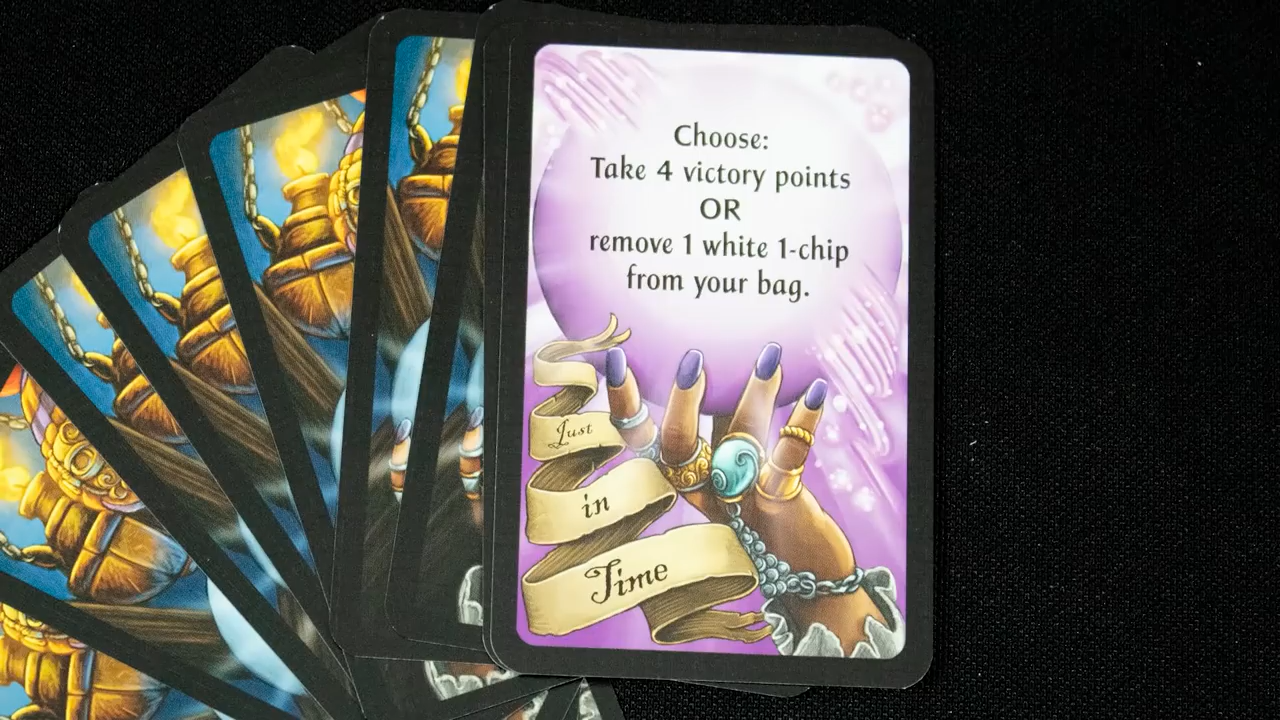 Choose:
Take 4 victory points
OR
remove 1 white 1-chip
from your bag.
Just
in
Time